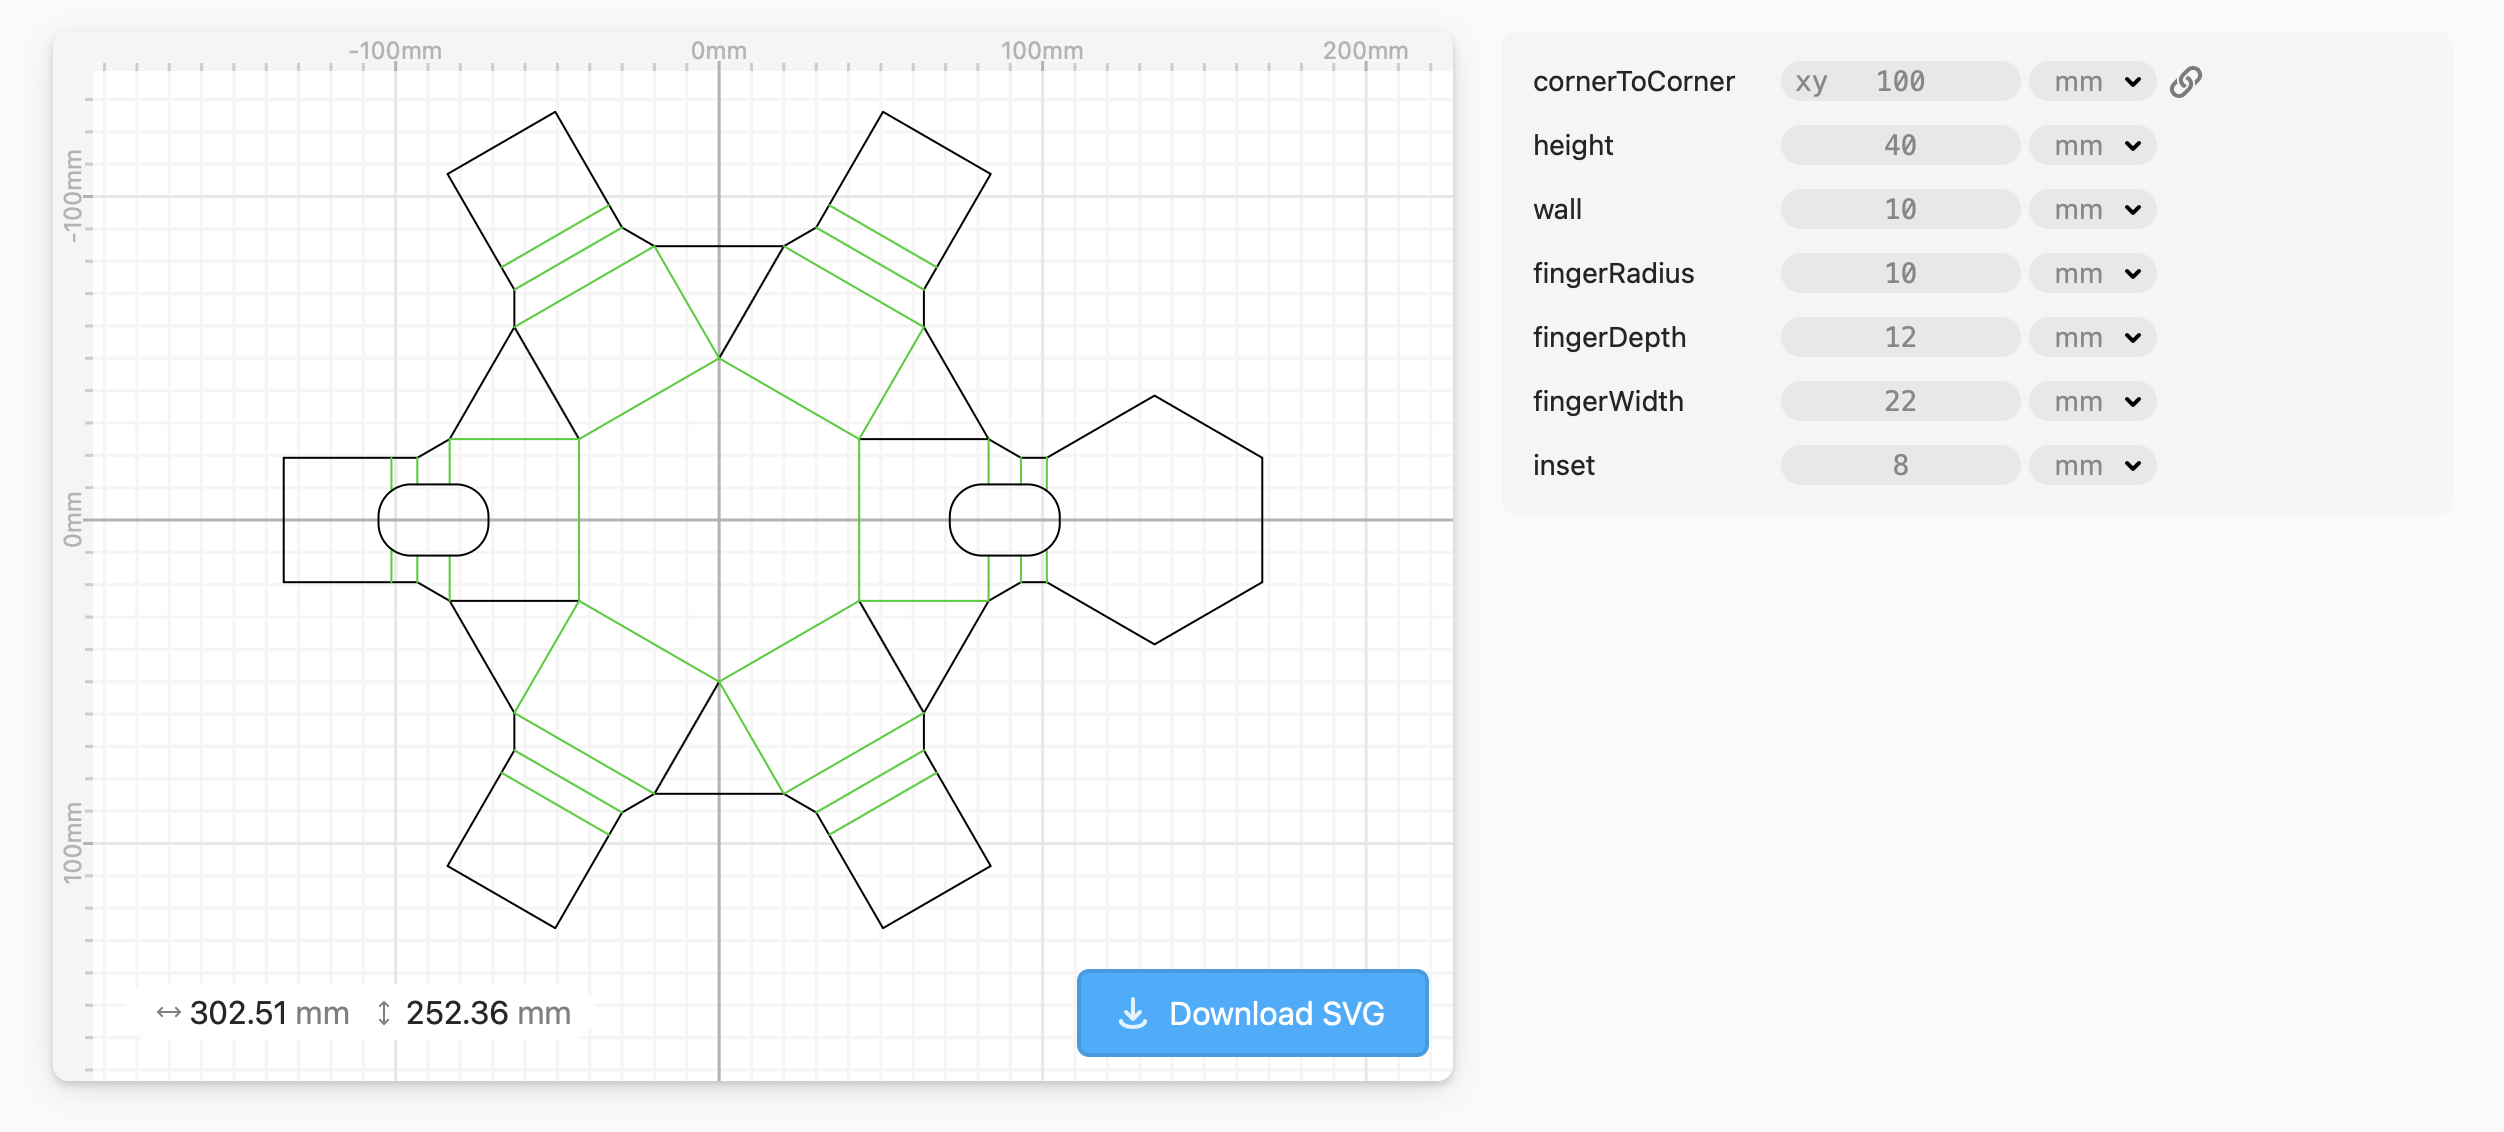 -100mm 0mm 100mm 200mm
-100mm
0mm
100mm
302.51 mm 252.36 mm
Download SVG
cornerToCorner xy 100 mm
height 40 mm
wall 10 mm
fingerRadius 10 mm
fingerDepth 12 mm
fingerWidth 22 mm
inset 8 mm